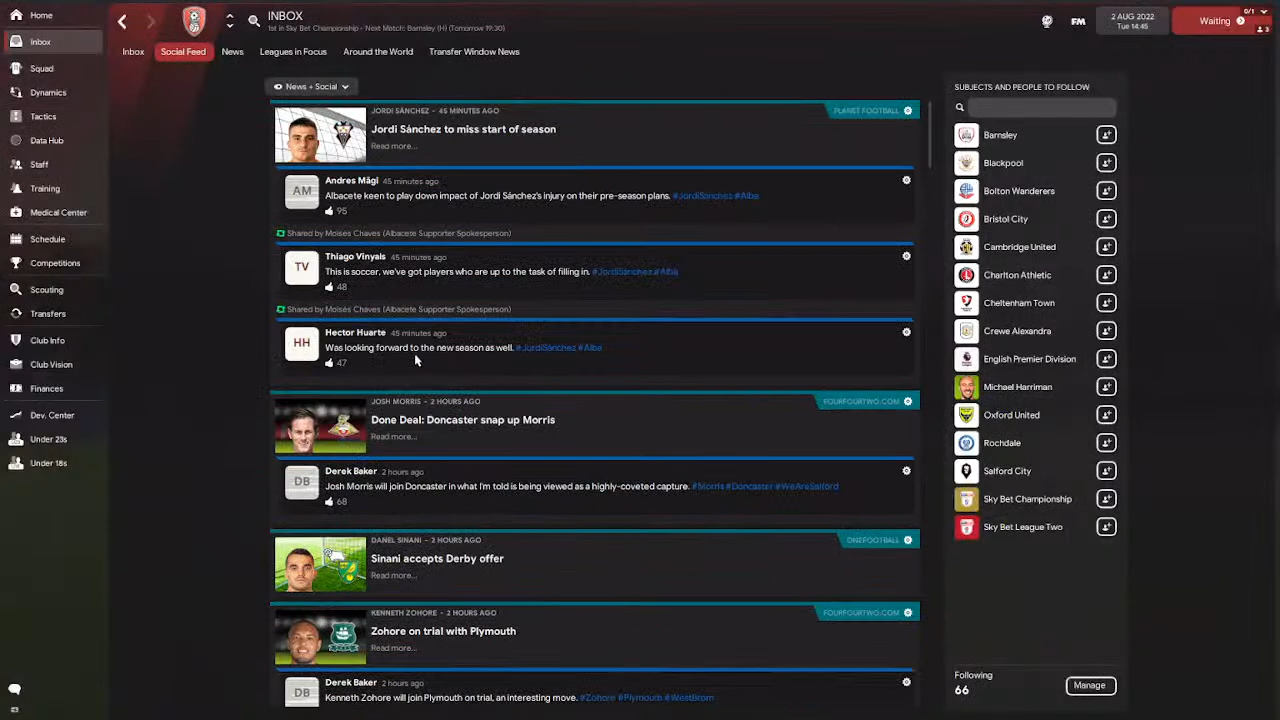 Home
Inbox
Squad
Dynamics
Tactics
Data Hub
Staff
Training
Medical Center
Schedule
Competitions
Scouting
Transfers
Club Info
Club Vision
Finances
Dev. Center
Under 23s
Under 18s
INBOX
1st in Sky Bet Championship - Next Match: Barnsley (H) (Tomorrow 19:30)
FM
2 AUG 2022
Tue 14:45
Waiting
0/1
3
Inbox
Social Feed
News
Leagues in Focus
Around the World
Transfer Window News
News + Social
JORDI SÁNCHEZ - 45 MINUTES AGO
PLANET FOOTBALL
Jordi Sánchez to miss start of season
Read more...
AM
Andres Mägi 45 minutes ago
Albacete keen to play down impact of Jordi Sánchez injury on their pre-season plans. #JordiSánchez #Alba
95
Shared by Moisés Chaves (Albacete Supporter Spokesperson)
TV
Thiago Vinyals 45 minutes ago
This is soccer, we've got players who are up to the task of filling in. #JordiSánchez #Alba
48
Shared by Moisés Chaves (Albacete Supporter Spokesperson)
HH
Hector Huarte 45 minutes ago
Was looking forward to the new season as well. #JordiSánchez #Alba
47
JOSH MORRIS - 2 HOURS AGO
FOURFOURTWO.COM
Done Deal: Doncaster snap up Morris
Read more...
DB
Derek Baker 2 hours ago
Josh Morris will join Doncaster in what I'm told is being viewed as a highly-coveted capture. #Morris #Doncaster #WeAreSalford
68
DANEL SINANI - 2 HOURS AGO
ONEFOOTBALL
Sinani accepts Derby offer
Read more...
KENNETH ZOHORE - 2 HOURS AGO
FOURFOURTWO.COM
Zohore on trial with Plymouth
Read more...
DB
Derek Baker 2 hours ago
Kenneth Zohore will join Plymouth on trial, an interesting move. #Zohore #Plymouth #WestBrom
SUBJECTS AND PEOPLE TO FOLLOW
Barnsley
Blackpool
Bolton Wanderers
Bristol City
Cambridge United
Charlton Athletic
Cheltenham Town
Crewe Alexandra
English Premier Division
Michael Harriman
Oxford United
Rochdale
Salford City
Sky Bet Championship
Sky Bet League Two
Following
66
Manage